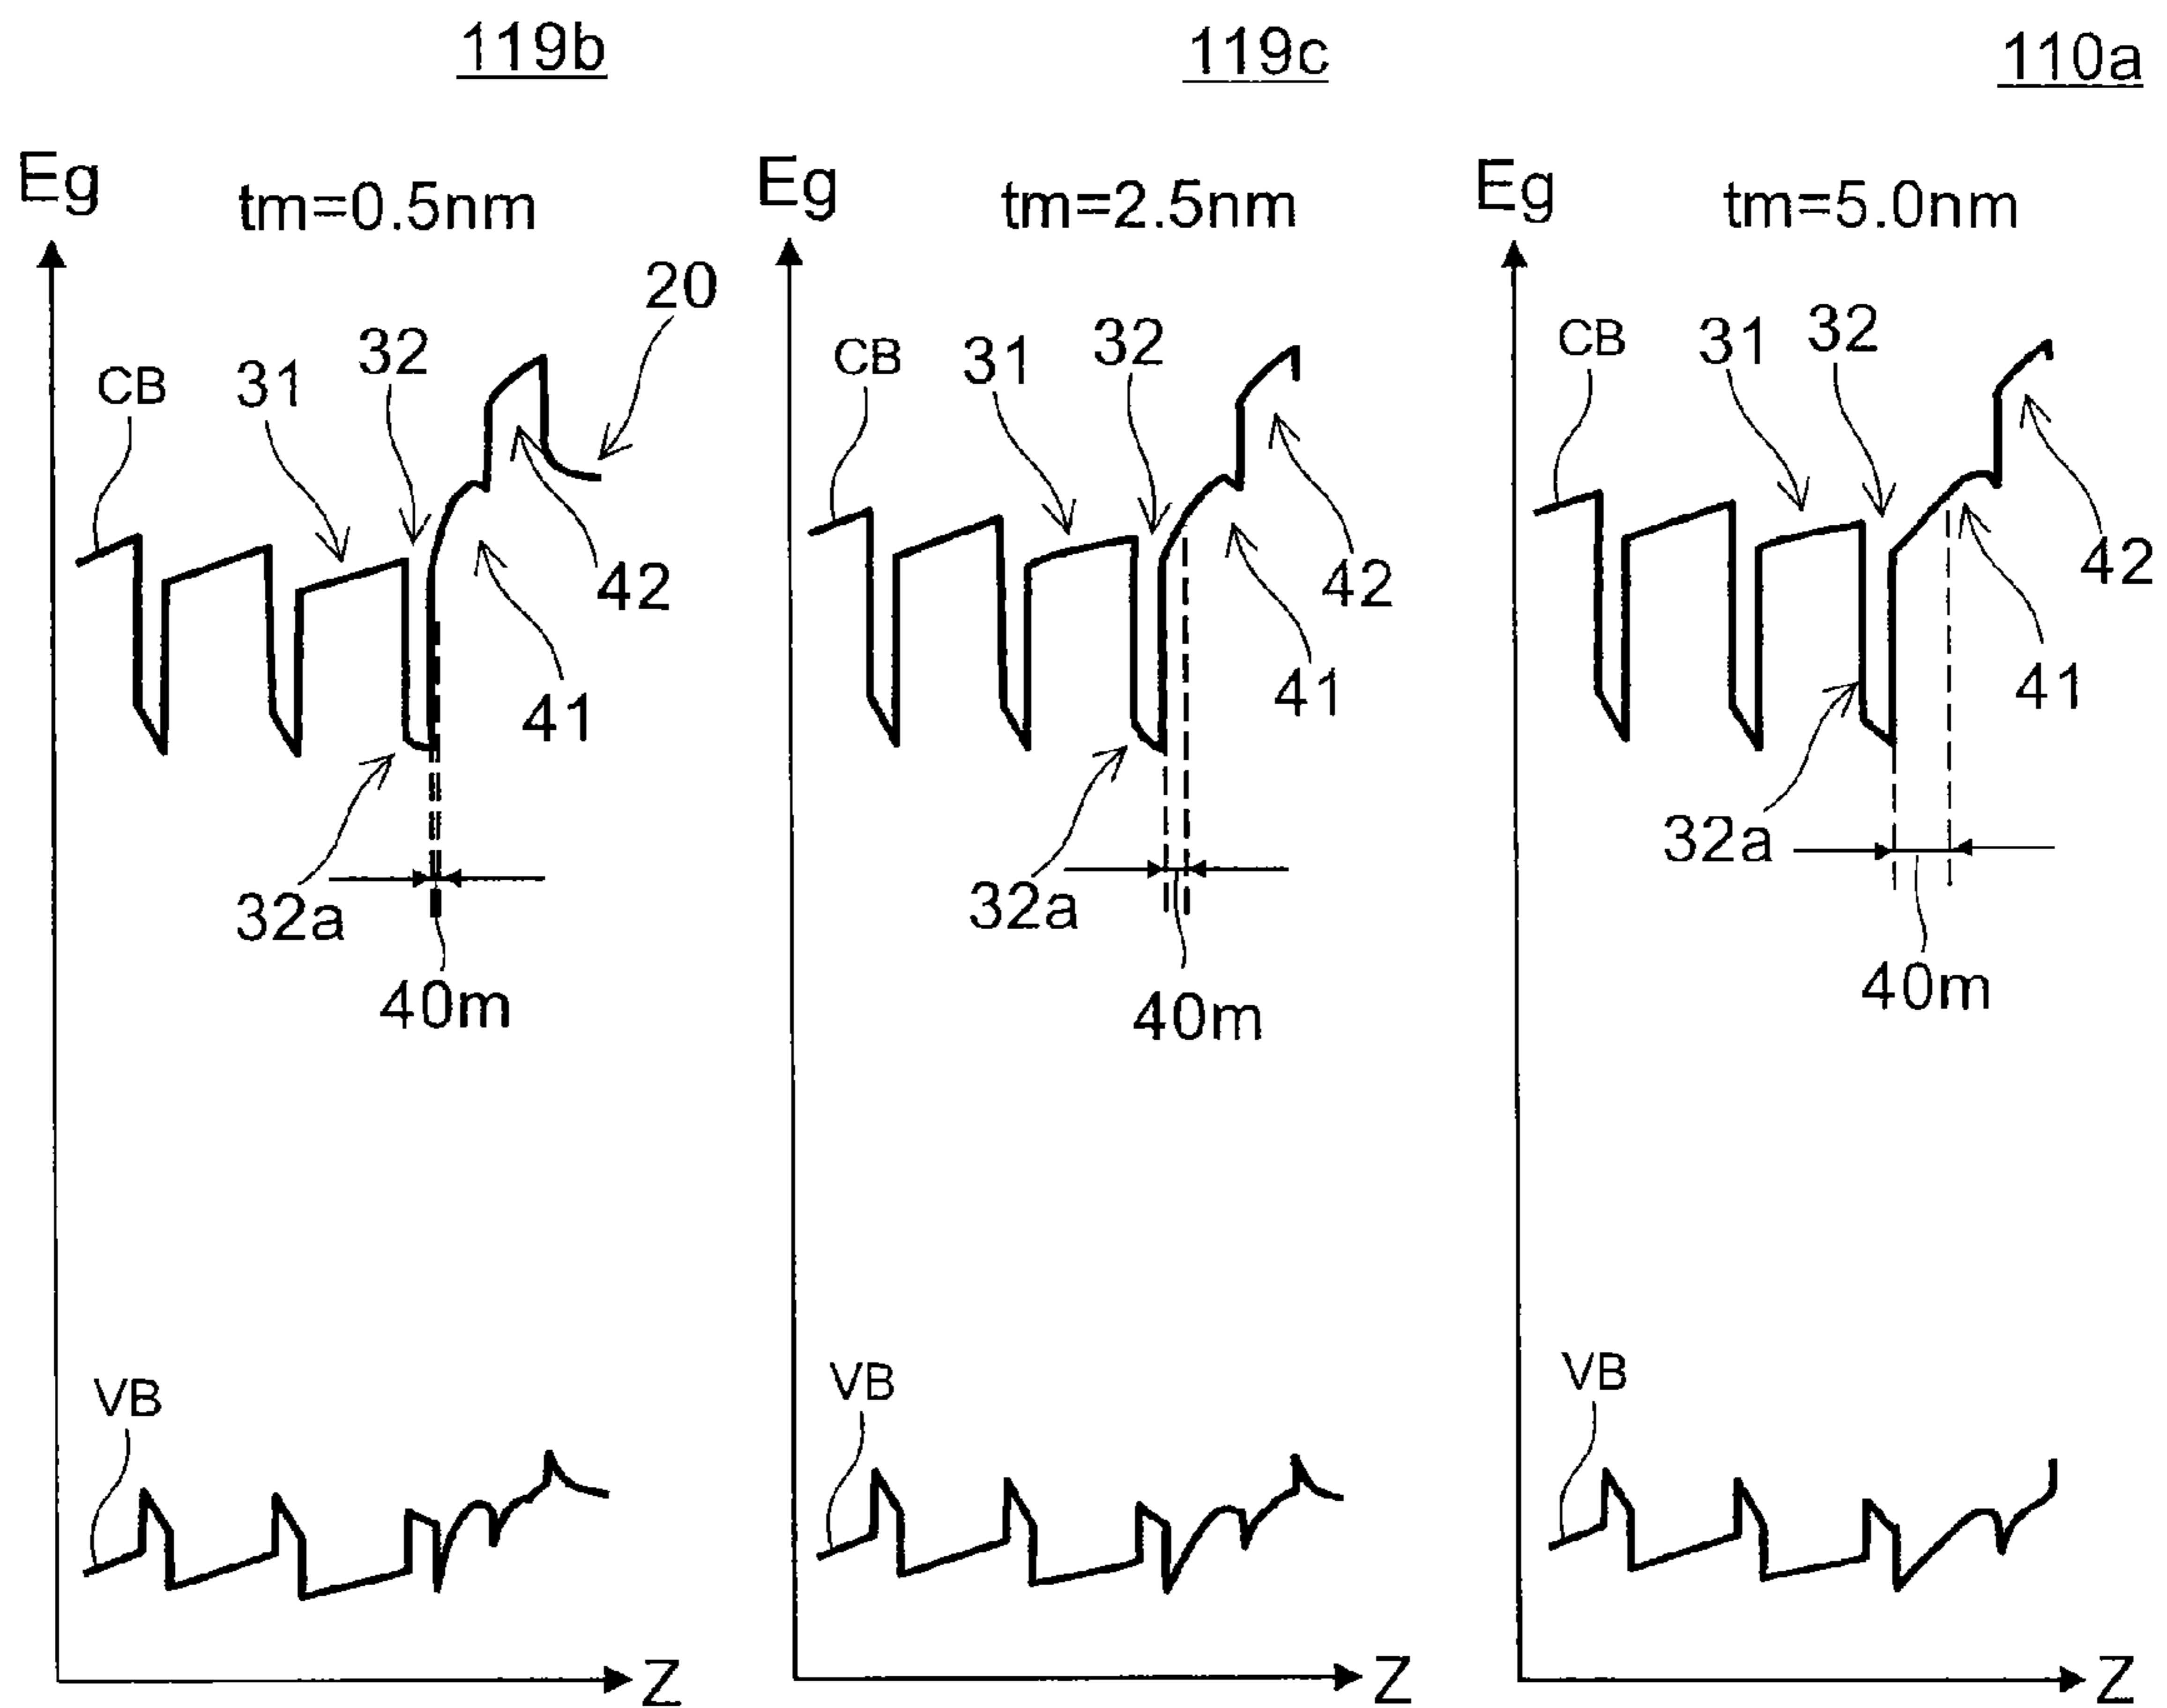 119b
Eg
tm=0.5nm
20
32
31
CB
42
41
32a
40m
VB
Z
119c
Eg
tm=2.5nm
32
31
CB
42
41
32a
40m
VB
Z
110a
Eg
tm=5.0nm
32
31
CB
42
41
32a
40m
VB
Z